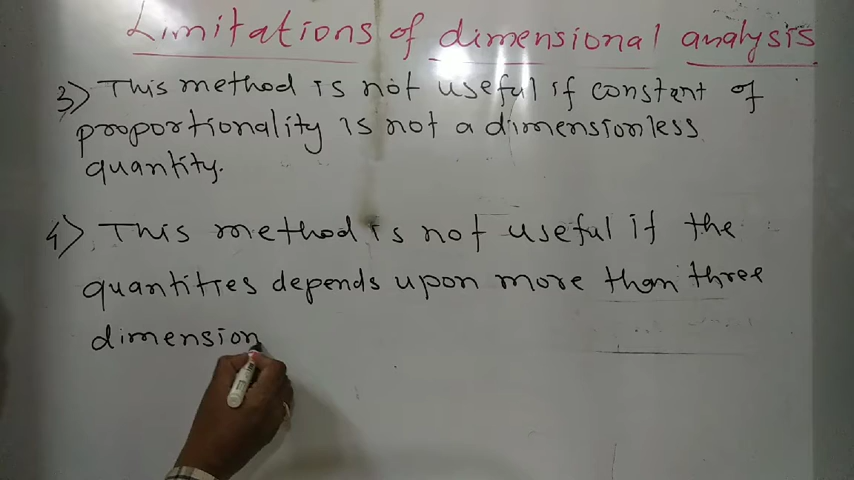 Limitations of dimensional analysis
3) This method is not useful if constant of
proportionality is not a dimensionless
quantity.
4) This method is not useful if the
quantities depends upon more than three
dimension